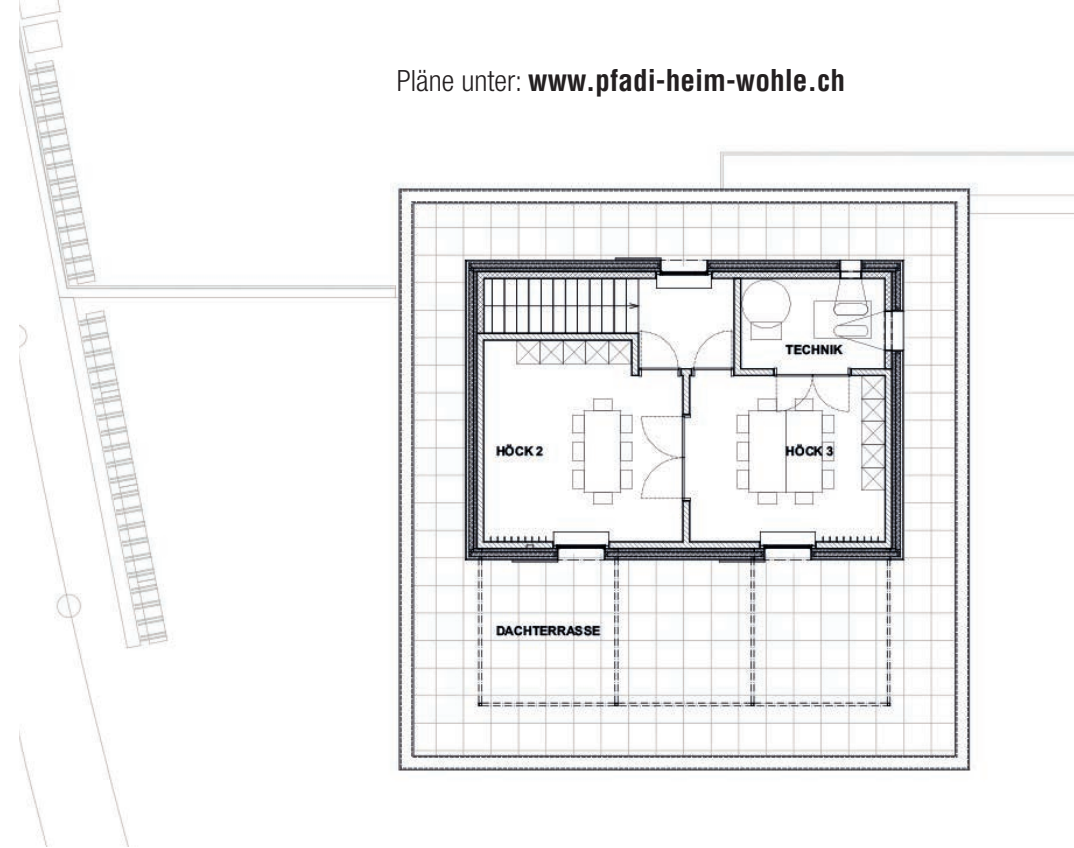 Pläne unter: www.pfadi-heim-wohle.ch
TECHNIK
HÖCK 2
HÖCK 3
DACHTERRASSE